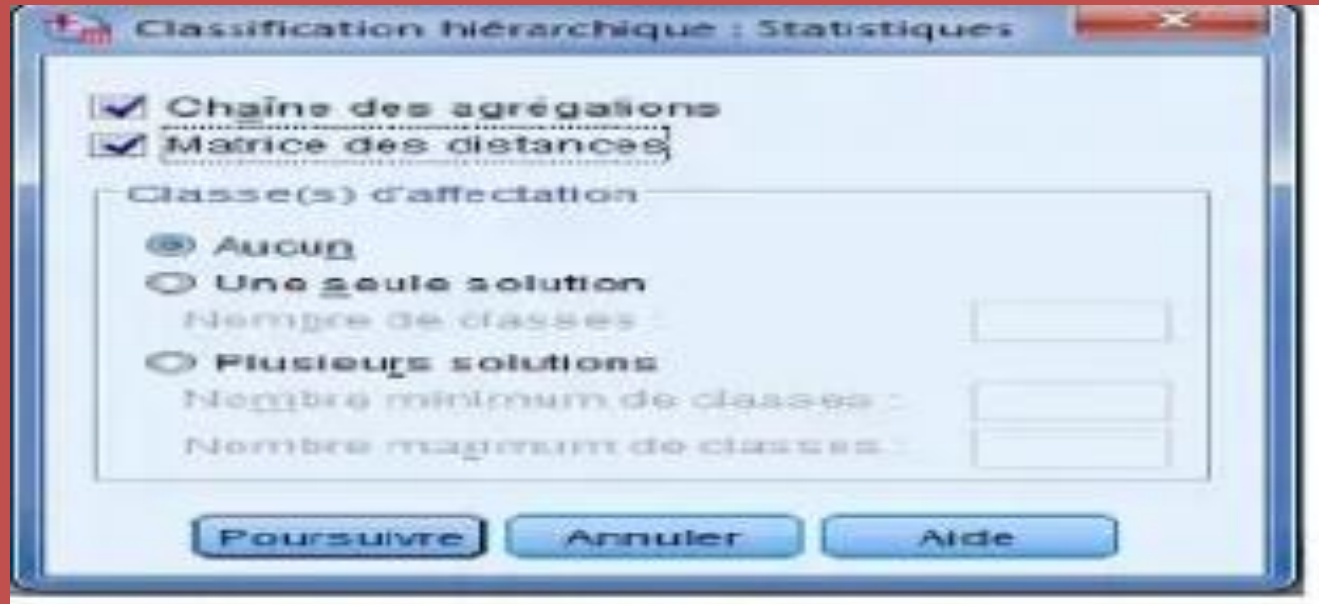 Classification hiérarchique : Statistiques
Chaîne des agrégations
Matrice des distances
Classe(s) d'affectation
Aucun
Une seule solution
Nombre de classes :
Plusieurs solutions
Nombre minimum de classes :
Nombre maximum de classes :
Poursuivre Annuler Aide